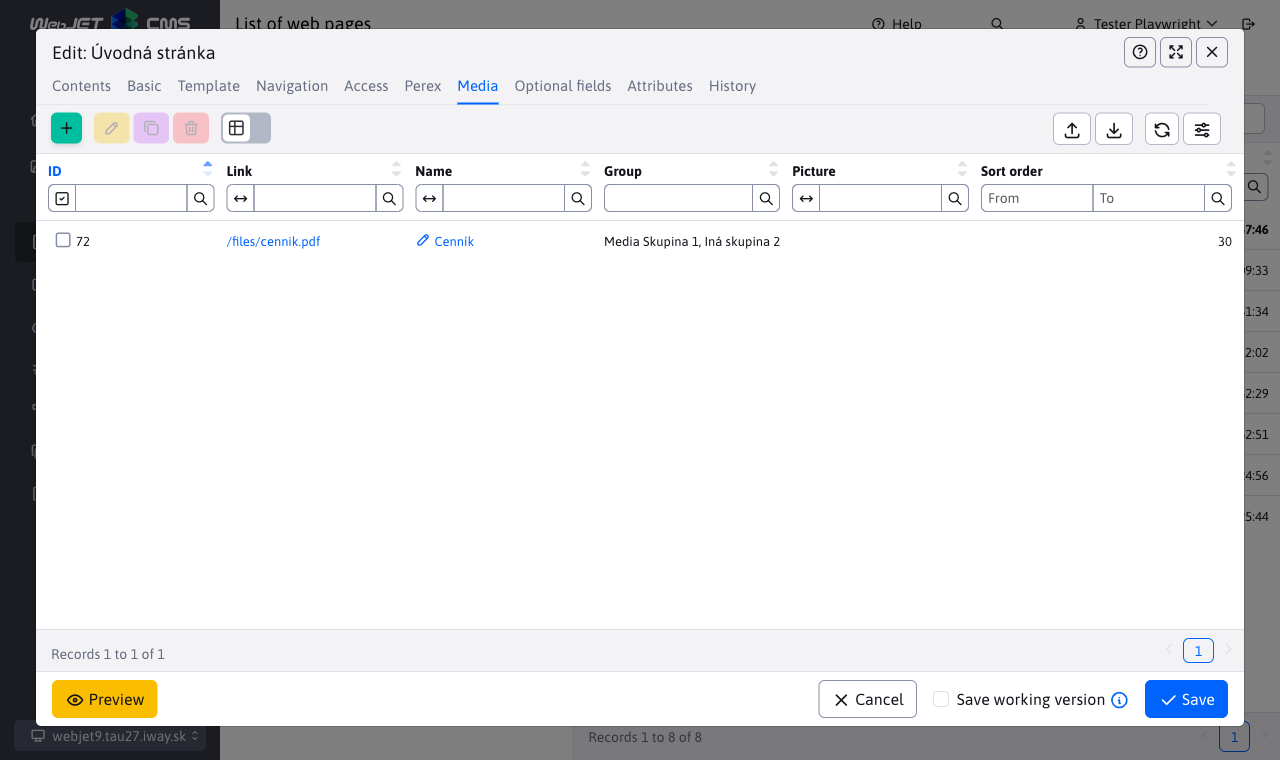 WebJET CMS
List of web pages
Help
Tester Playwright
Edit: Úvodná stránka
Contents Basic Template Navigation Access Perex Media Optional fields Attributes History
ID Link Name Group Picture Sort order
From To
72 /files/cennik.pdf Cenník Media Skupina 1, Iná skupina 2 30
7:46
9:33
1:34
2:02
2:29
2:51
4:56
5:44
Records 1 to 1 of 1
1
Preview
Cancel
Save working version
Save
webjet9.tau27.iway.sk
Records 1 to 8 of 8
1